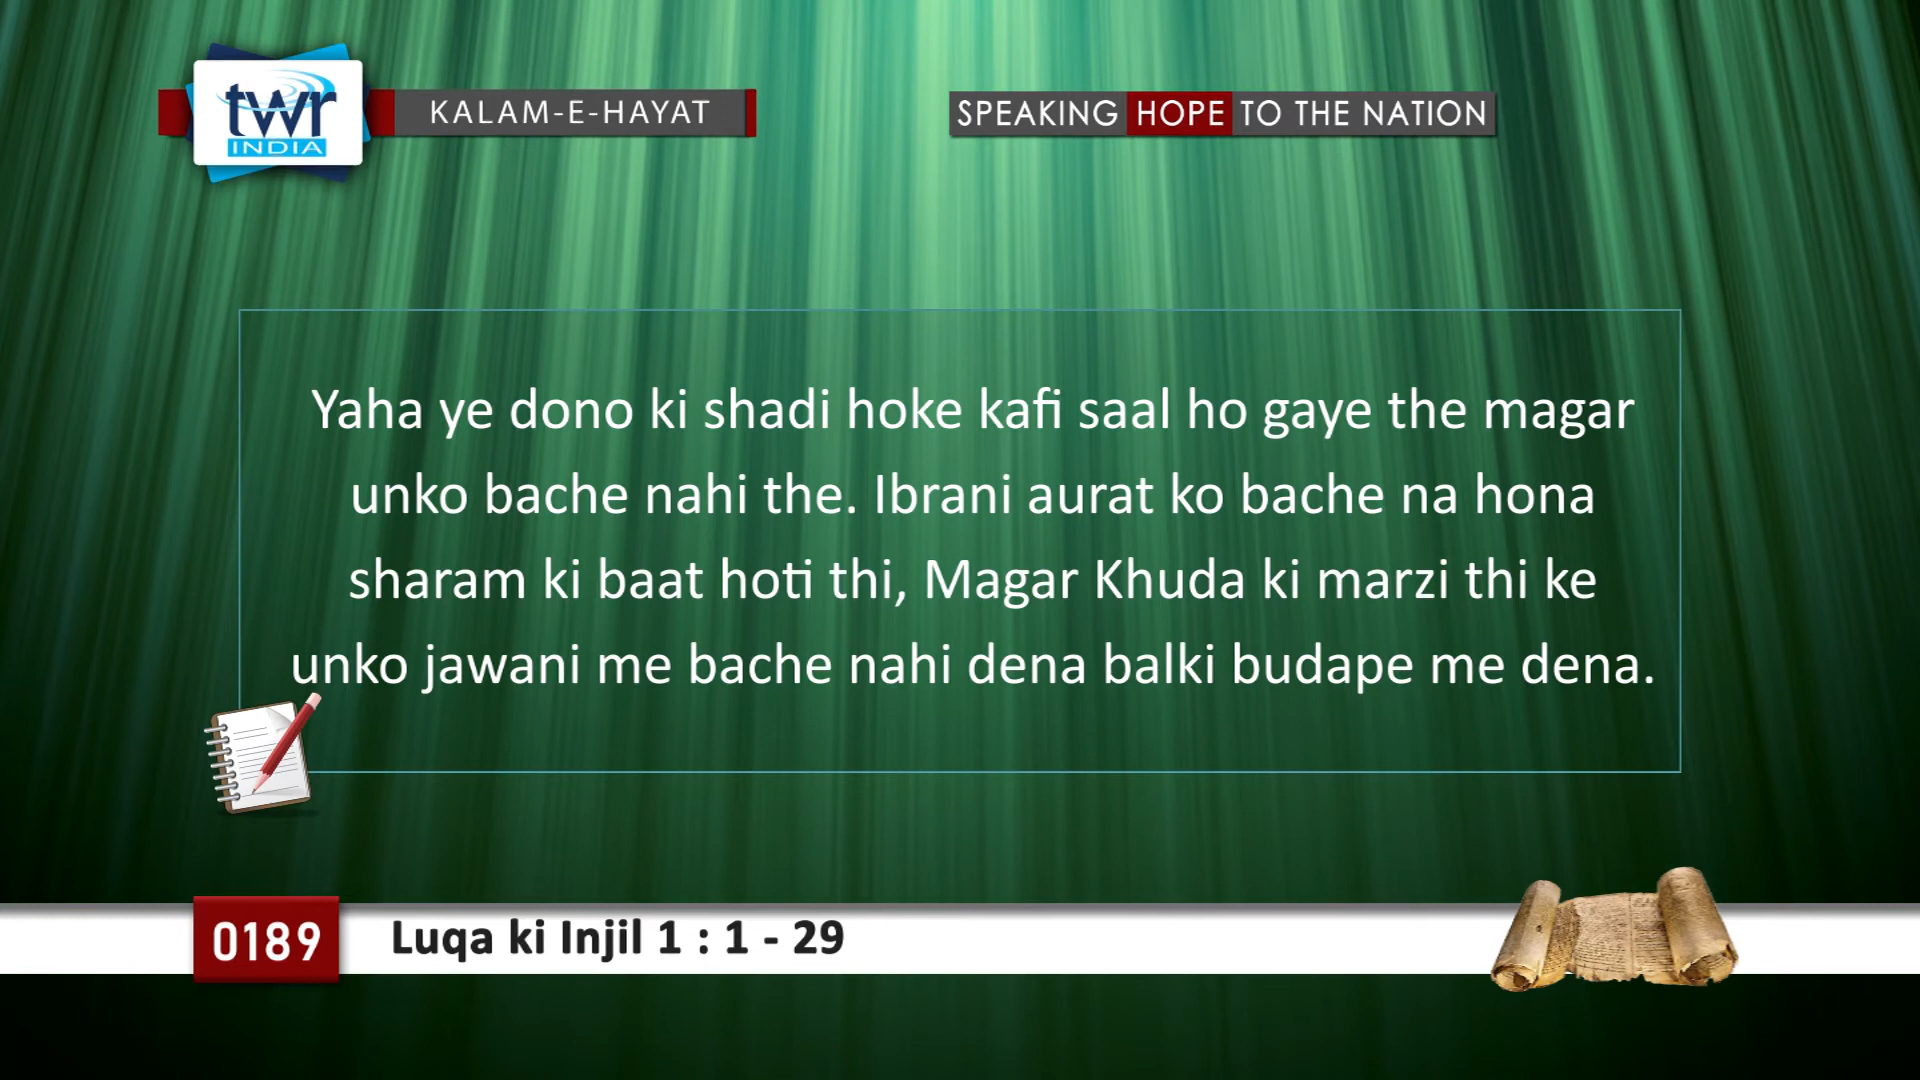 twr
INDIA
KALAM-E-HAYAT
SPEAKING HOPE TO THE NATION
Yaha ye dono ki shadi hoke kafi saal ho gaye the magar
unko bache nahi the. Ibrani aurat ko bache na hona
sharam ki baat hoti thi, Magar Khuda ki marzi thi ke
unko jawani me bache nahi dena balki budape me dena.
0189
Luqa ki Injil 1 : 1 - 29